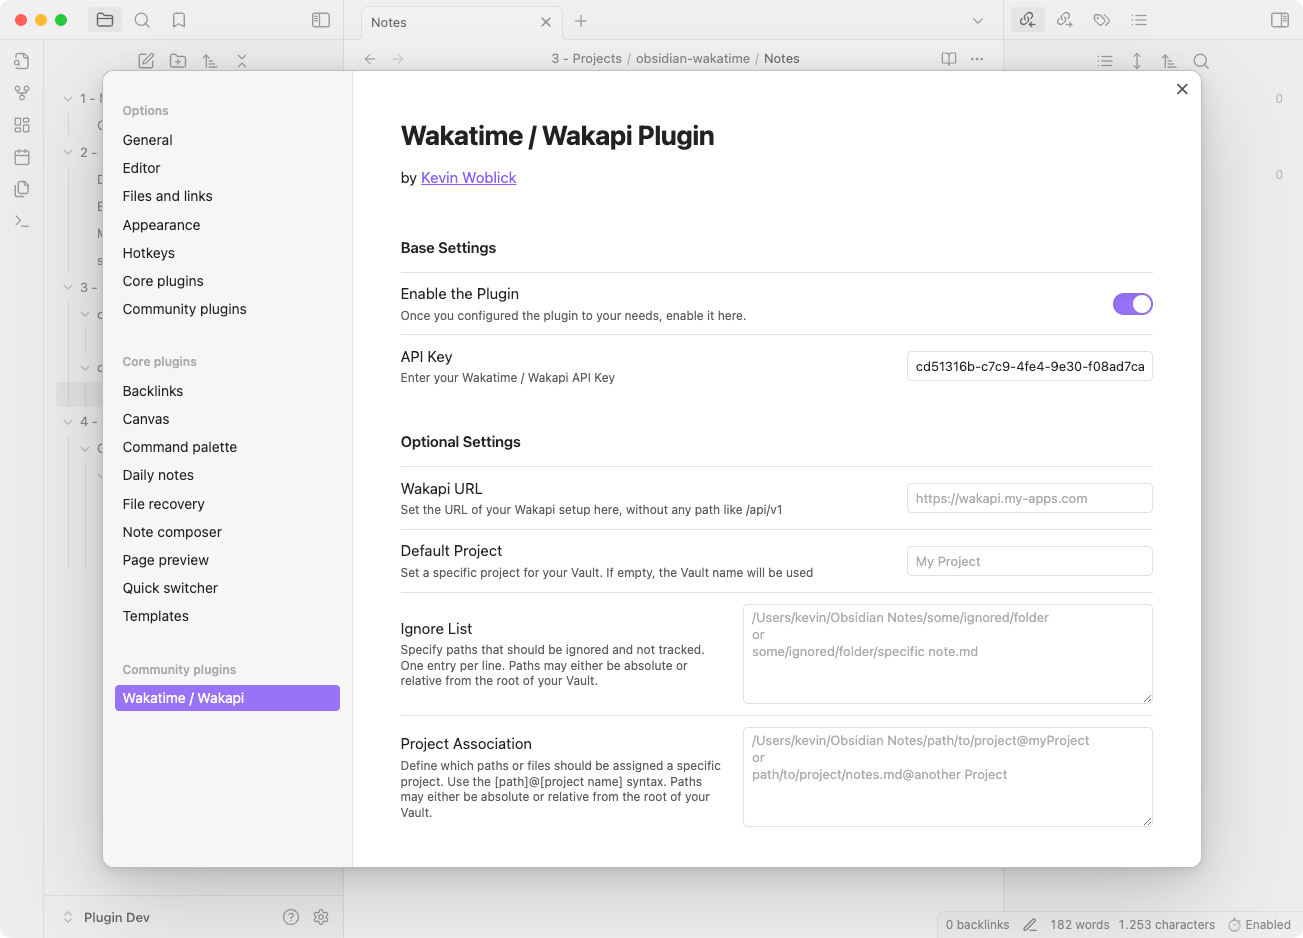 Notes
3 - Projects / obsidian-wakatime / Notes
1 -
2 -
3 -
4 -
0
0
Options
General
Editor
Files and links
Appearance
Hotkeys
Core plugins
Community plugins
Core plugins
Backlinks
Canvas
Command palette
Daily notes
File recovery
Note composer
Page preview
Quick switcher
Templates
Community plugins
Wakatime / Wakapi
Wakatime / Wakapi Plugin
by Kevin Woblick
Base Settings
Enable the Plugin
Once you configured the plugin to your needs, enable it here.
API Key
Enter your Wakatime / Wakapi API Key
cd51316b-c7c9-4fe4-9e30-f08ad7ca
Optional Settings
Wakapi URL
Set the URL of your Wakapi setup here, without any path like /api/v1
https://wakapi.my-apps.com
Default Project
Set a specific project for your Vault. If empty, the Vault name will be used
My Project
Ignore List
Specify paths that should be ignored and not tracked.
One entry per line. Paths may either be absolute or
relative from the root of your Vault.
/Users/kevin/Obsidian Notes/some/ignored/folder
or
some/ignored/folder/specific note.md
Project Association
Define which paths or files should be assigned a specific
project. Use the [path]@[project name] syntax. Paths
may either be absolute or relative from the root of your
Vault.
/Users/kevin/Obsidian Notes/path/to/project@myProject
or
path/to/project/notes.md@another Project
Plugin Dev
0 backlinks 182 words 1.253 characters Enabled